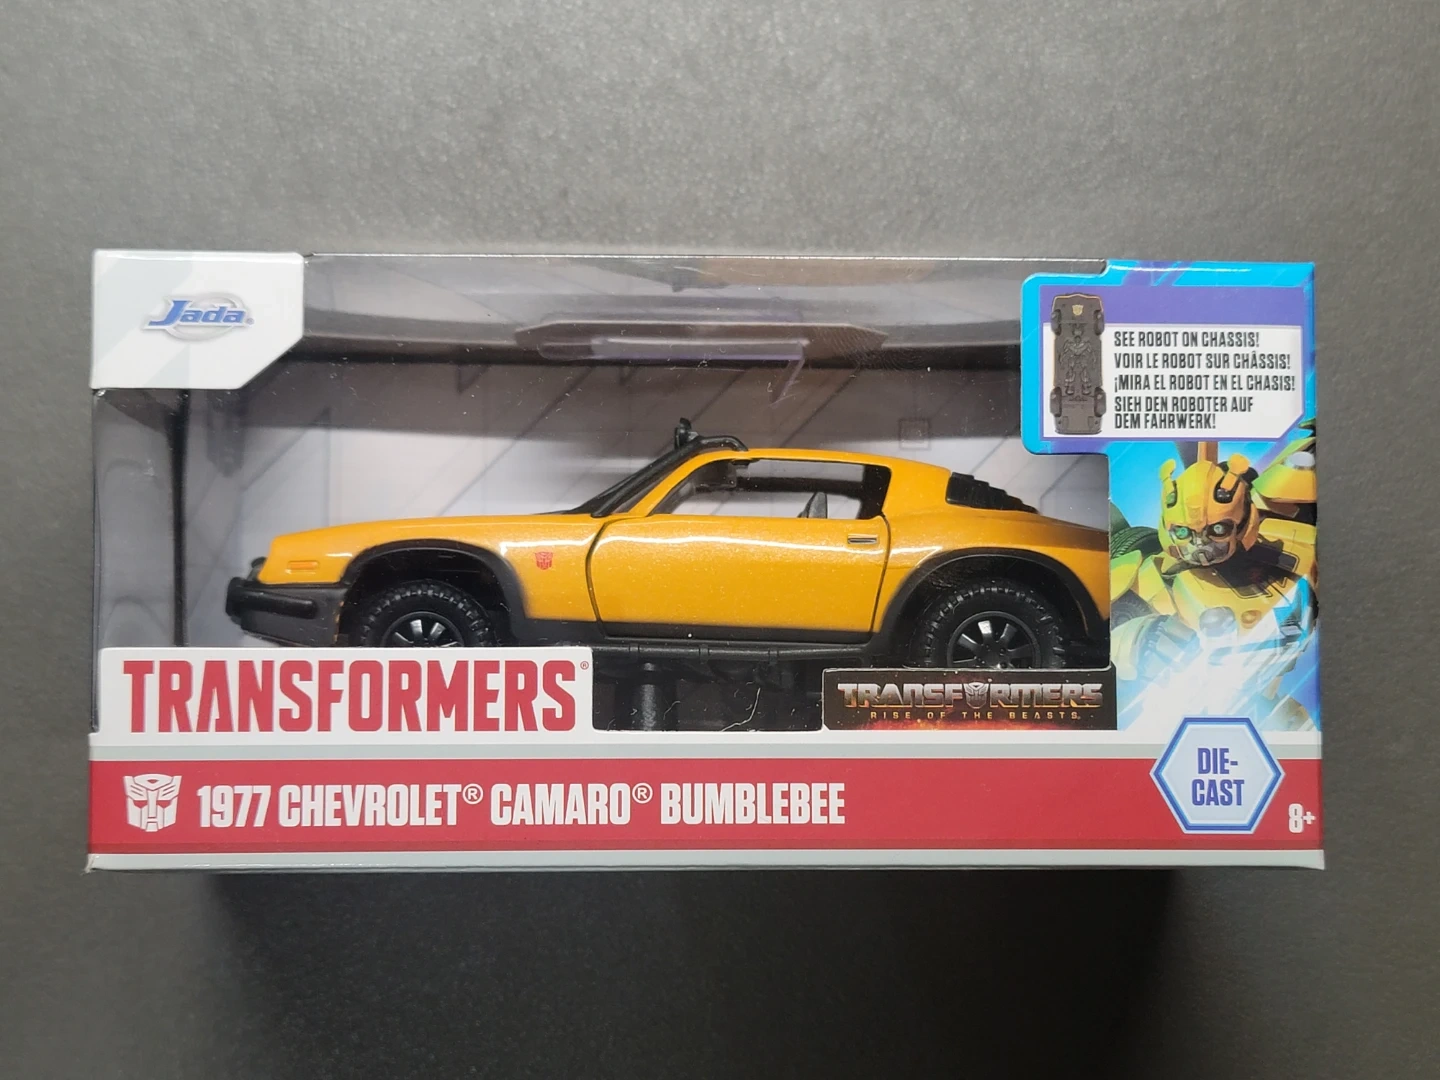 Jada
SEE ROBOT ON CHASSIS!
VOIR LE ROBOT SUR CHÂSSIS!
¡MIRA EL ROBOT EN EL CHASIS!
SIEH DEN ROBOTER AUF
DEM FAHRWERK!
TRANSFORMERS®
TRANSFORMERS
RISE OF THE BEASTS
1977 CHEVROLET® CAMARO® BUMBLEBEE
DIE-
CAST
8+